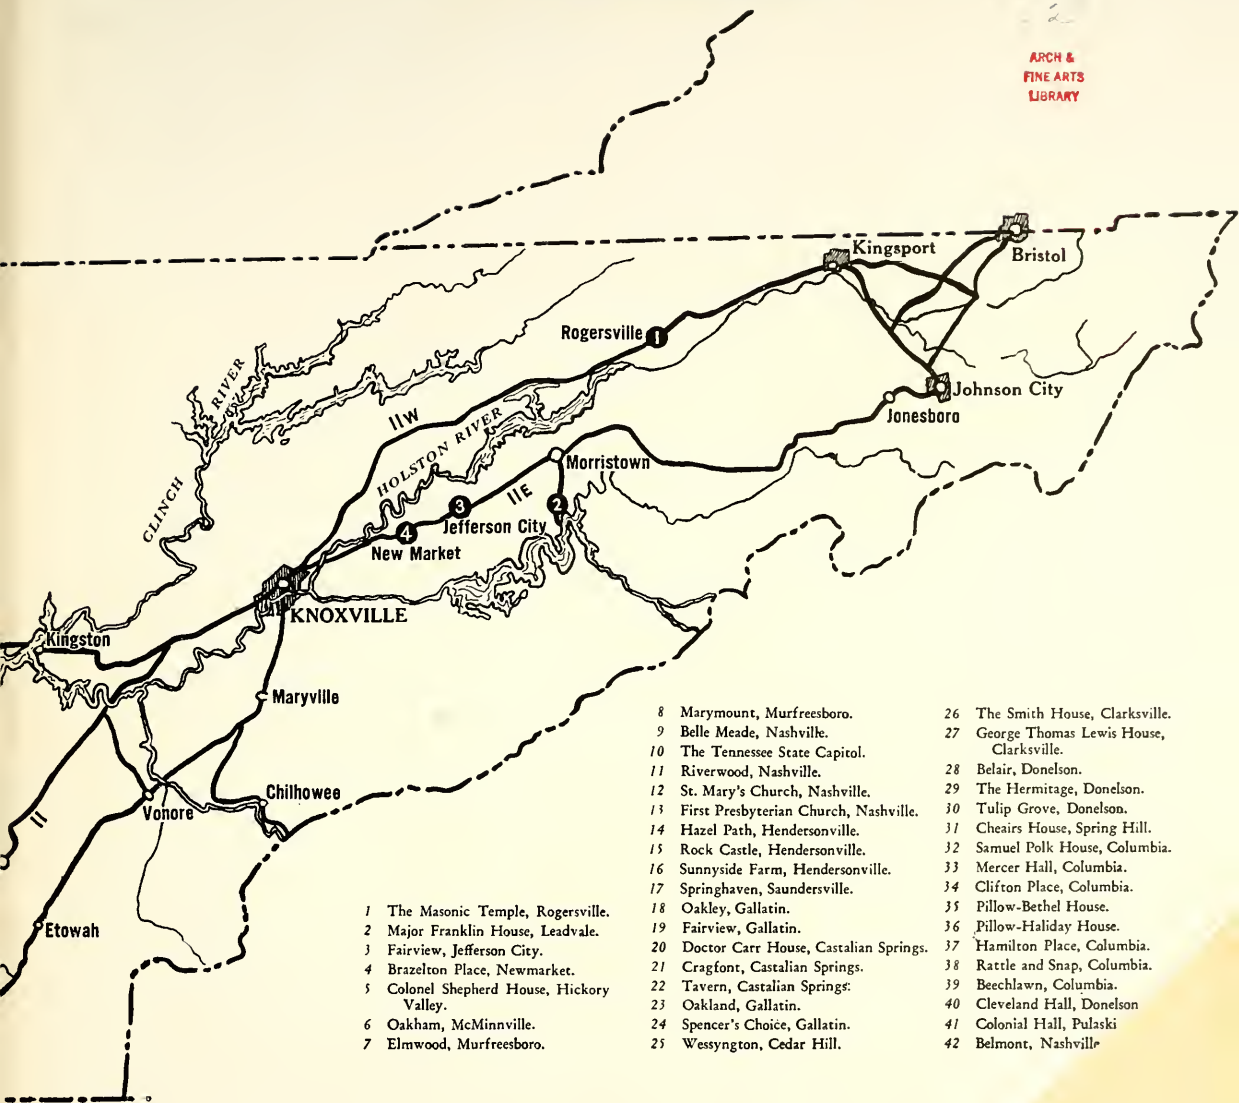 ARCH &
FINE ARTS
LIBRARY
Kingsport
Bristol
Rogersville
1
RIVER
Johnson City
11W
Jonesboro
HOLSTON RIVER
Morristown
CLINCH
11E
3
2
Jefferson City
4
New Market
KNOXVILLE
Kingston
Maryville
Chilhowee
Vonore
11
Etowah
1 The Masonic Temple, Rogersville.
2 Major Franklin House, Leadvale.
3 Fairview, Jefferson City.
4 Brazelton Place, Newmarket.
5 Colonel Shepherd House, Hickory
Valley.
6 Oakham, McMinnville.
7 Elmwood, Murfreesboro.
8 Marymount, Murfreesboro.
9 Belle Meade, Nashville.
10 The Tennessee State Capitol.
11 Riverwood, Nashville.
12 St. Mary's Church, Nashville.
13 First Presbyterian Church, Nashville.
14 Hazel Path, Hendersonville.
15 Rock Castle, Hendersonville.
16 Sunnyside Farm, Hendersonville.
17 Springhaven, Saundersville.
18 Oakley, Gallatin.
19 Fairview, Gallatin.
20 Doctor Carr House, Castalian Springs.
21 Cragfont, Castalian Springs.
22 Tavern, Castalian Springs.
23 Oakland, Gallatin.
24 Spencer's Choice, Gallatin.
25 Wessyngton, Cedar Hill.
26 The Smith House, Clarksville.
27 George Thomas Lewis House,
Clarksville.
28 Belair, Donelson.
29 The Hermitage, Donelson.
30 Tulip Grove, Donelson.
31 Cheairs House, Spring Hill.
32 Samuel Polk House, Columbia.
33 Mercer Hall, Columbia.
34 Clifton Place, Columbia.
35 Pillow-Bethel House.
36 Pillow-Haliday House.
37 Hamilton Place, Columbia.
38 Rattle and Snap, Columbia.
39 Beechlawn, Columbia.
40 Cleveland Hall, Donelson
41 Colonial Hall, Pulaski
42 Belmont, Nashville